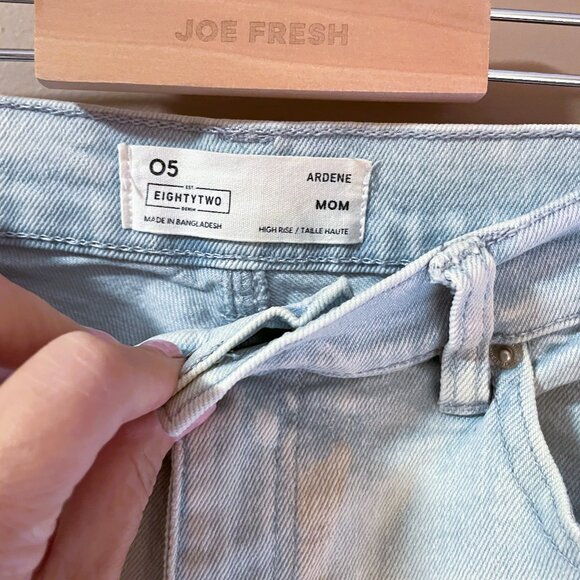 JOE FRESH
05
ARDENE
EST.
EIGHTYTWO
DENIM
MOM
MADE IN BANGLADESH
HIGH RISE / TAILLE HAUTE